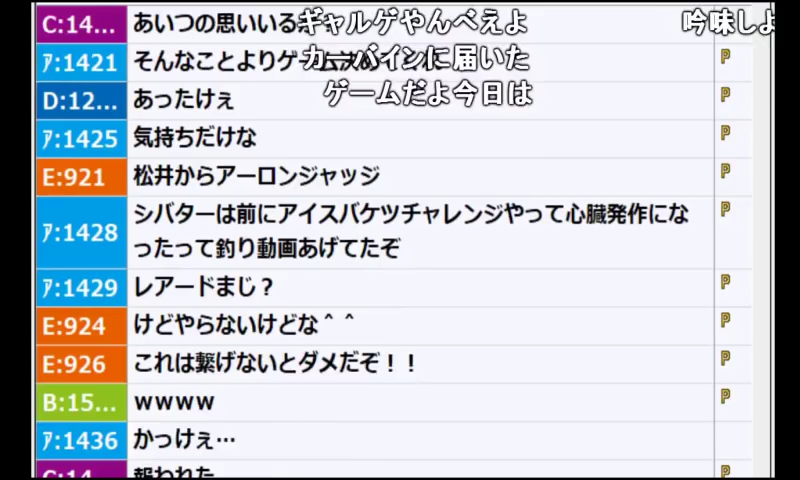 C:14... あいつの思いいるか
ギャルゲやんべえよ
吟味しよ
ｱ:1421 そんなことよりゲーム
カーバインに届いた P
D:12... あったけぇ P
ゲームだよ今日は
ｱ:1425 気持ちだけな P
E:921 松井からアーロンジャッジ P
ｱ:1428 シバターは前にアイスバケツチャレンジやって心臓発作にな P
ったって釣り動画あげてたぞ
ｱ:1429 レアードまじ？ P
E:924 けどやらないけどな＾＾ P
E:926 これは繋げないとダメだぞ！！ P
B:15... wwww P
ｱ:1436 かっけぇ…
C:14... 報われた P